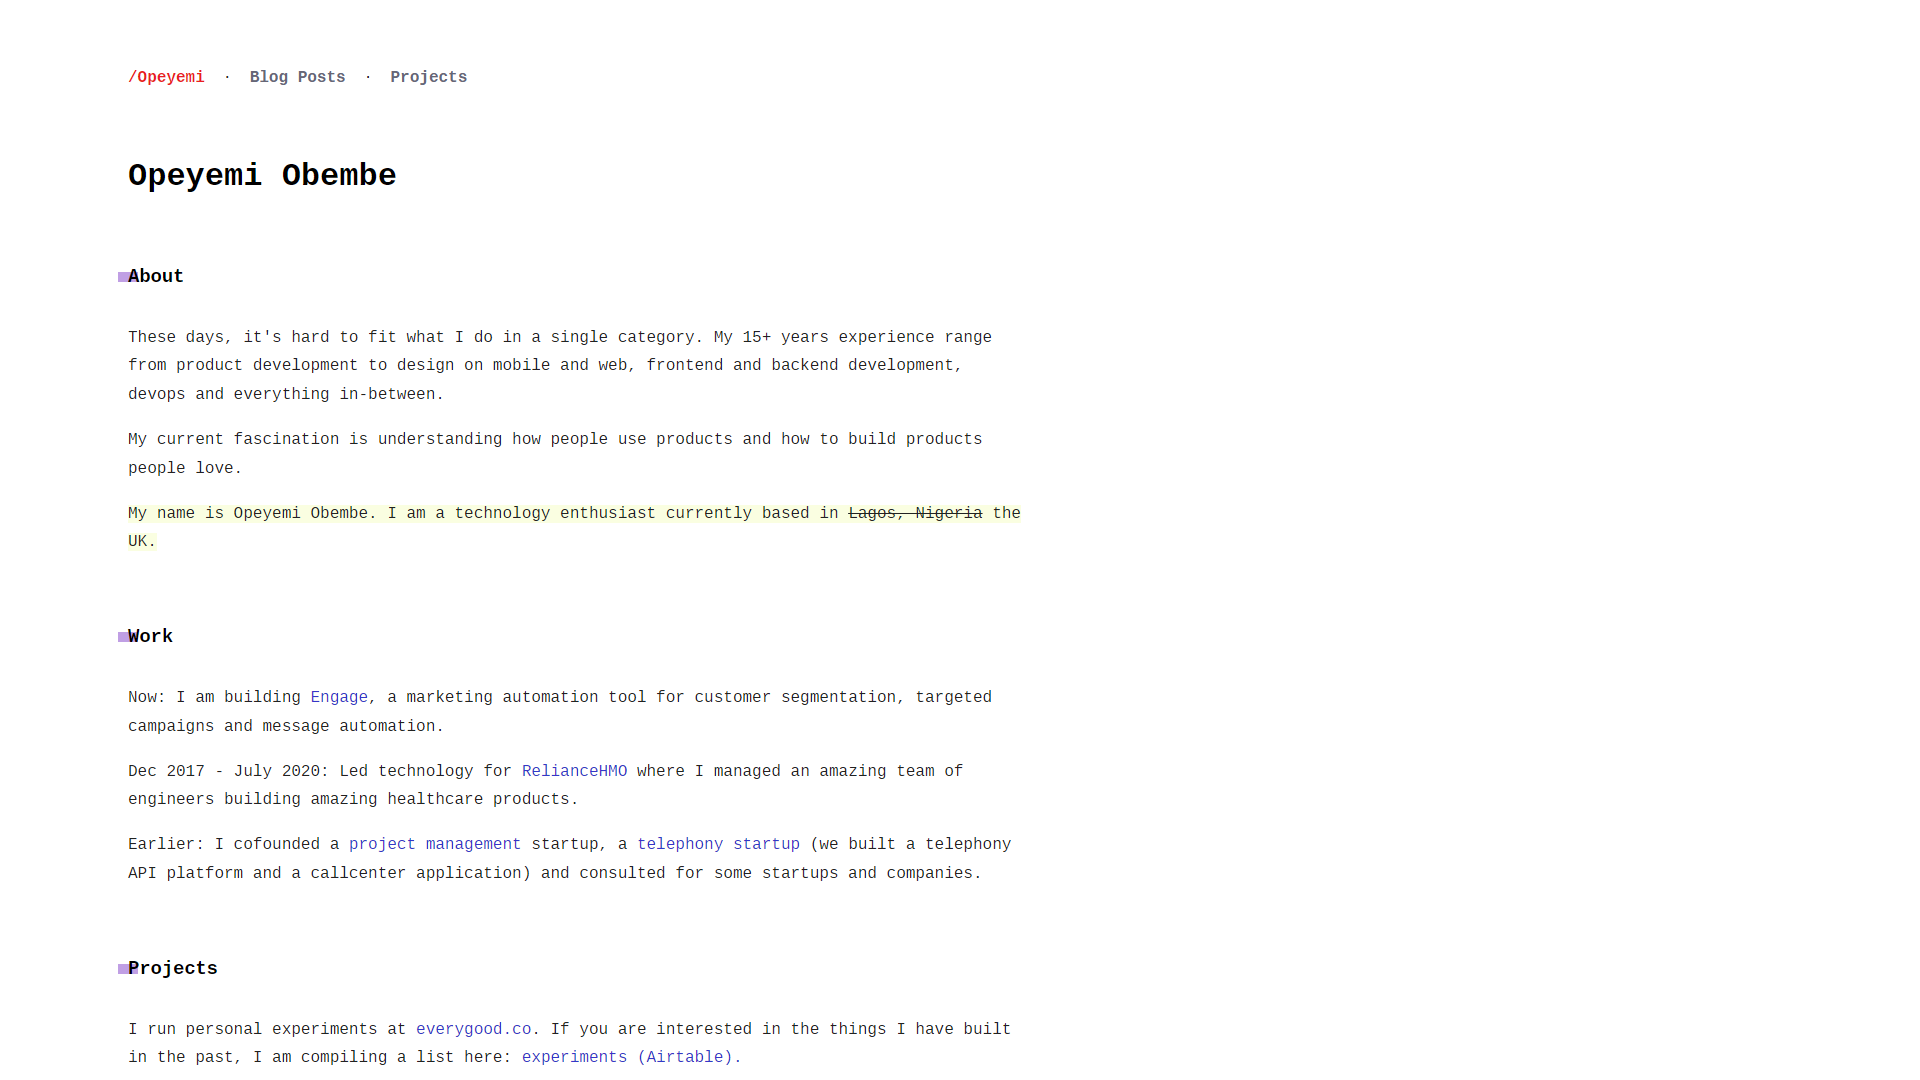 /Opeyemi · Blog Posts · Projects
Opeyemi Obembe
About
These days, it's hard to fit what I do in a single category. My 15+ years experience range
from product development to design on mobile and web, frontend and backend development,
devops and everything in-between.
My current fascination is understanding how people use products and how to build products
people love.
My name is Opeyemi Obembe. I am a technology enthusiast currently based in Lagos, Nigeria the
UK.
Work
Now: I am building Engage, a marketing automation tool for customer segmentation, targeted
campaigns and message automation.
Dec 2017 - July 2020: Led technology for RelianceHMO where I managed an amazing team of
engineers building amazing healthcare products.
Earlier: I cofounded a project management startup, a telephony startup (we built a telephony
API platform and a callcenter application) and consulted for some startups and companies.
Projects
I run personal experiments at everygood.co. If you are interested in the things I have built
in the past, I am compiling a list here: experiments (Airtable).